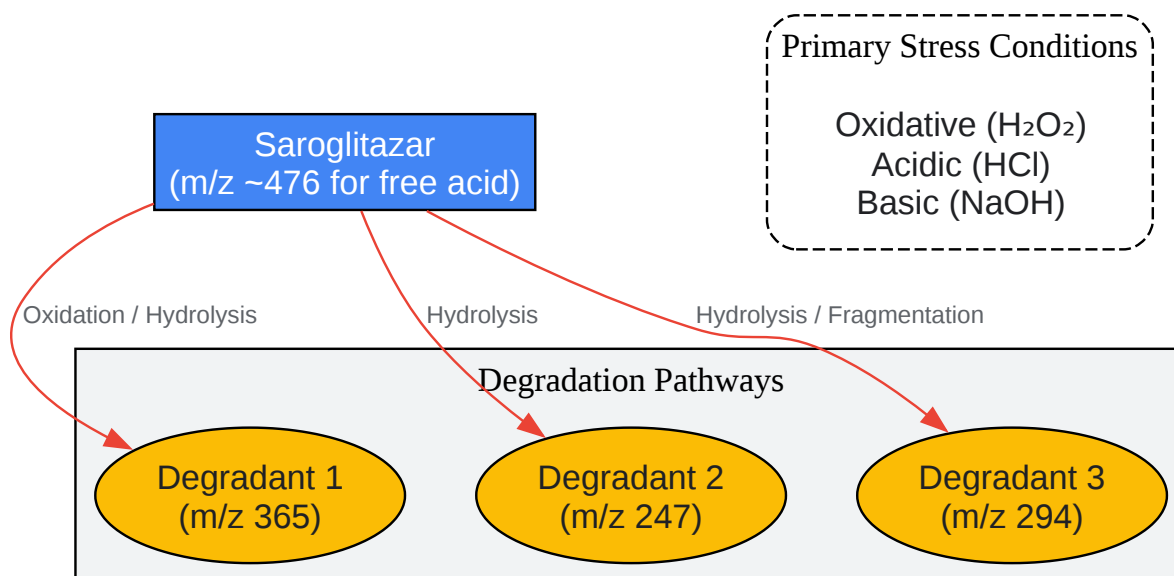 Primary Stress Conditions
Oxidative (H₂O₂)
Acidic (HCl)
Basic (NaOH)
Saroglitazar
(m/z ~476 for free acid)
Oxidation / Hydrolysis
Hydrolysis
Hydrolysis / Fragmentation
Degradation Pathways
Degradant 1
(m/z 365)
Degradant 2
(m/z 247)
Degradant 3
(m/z 294)